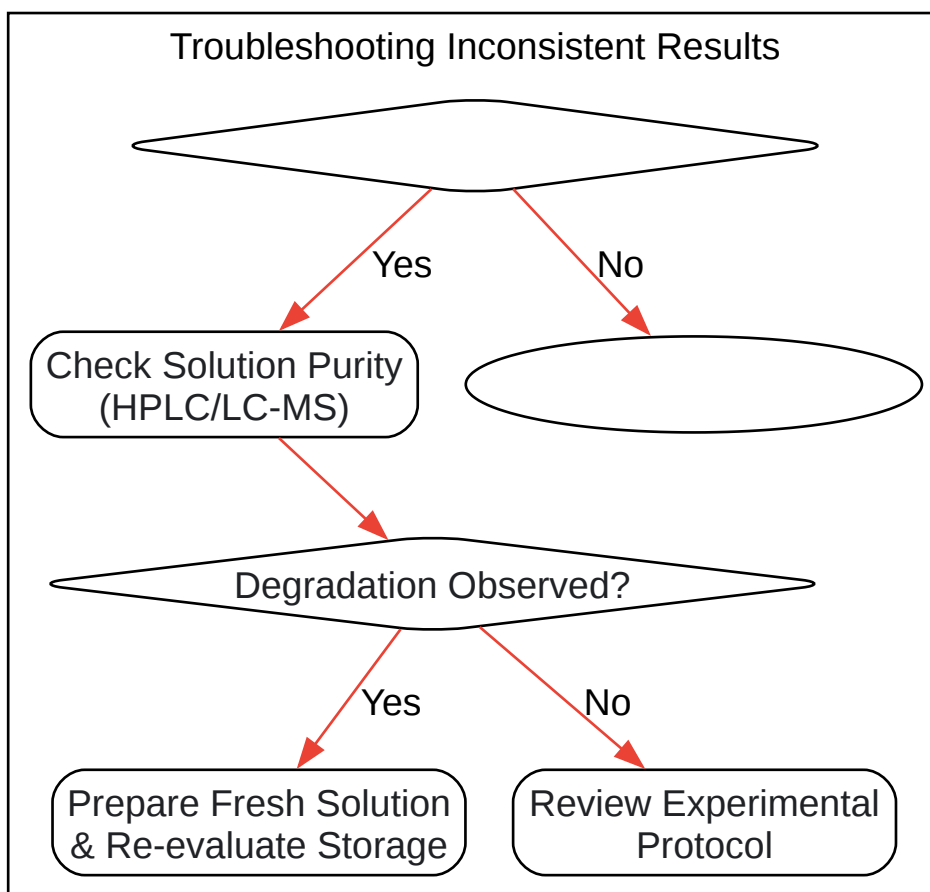 Troubleshooting Inconsistent Results
Yes
No
Check Solution Purity
(HPLC/LC-MS)
Degradation Observed?
Yes
No
Prepare Fresh Solution
& Re-evaluate Storage
Review Experimental
Protocol